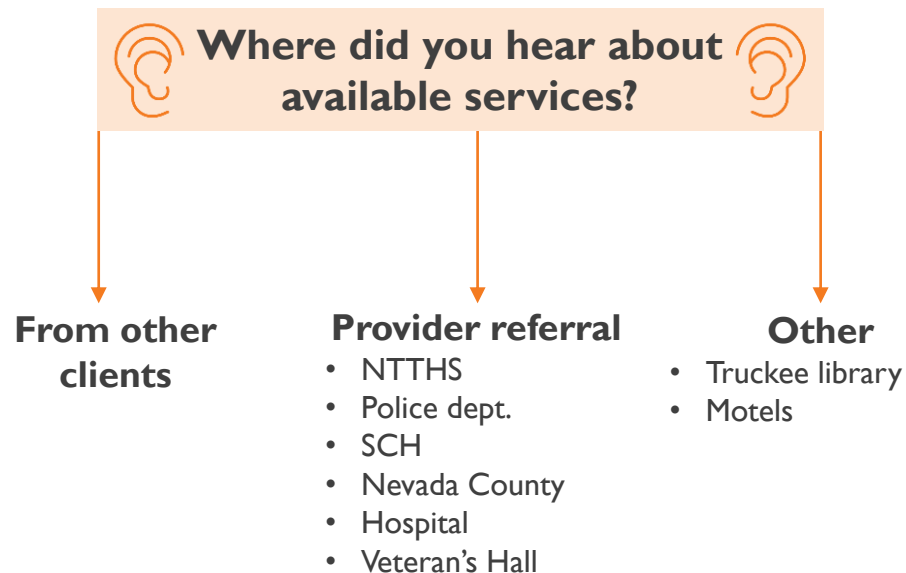 Where did you hear about
available services?
From other
clients
Provider referral
• NTTHS
• Police dept.
• SCH
• Nevada County
• Hospital
• Veteran’s Hall
Other
• Truckee library
• Motels